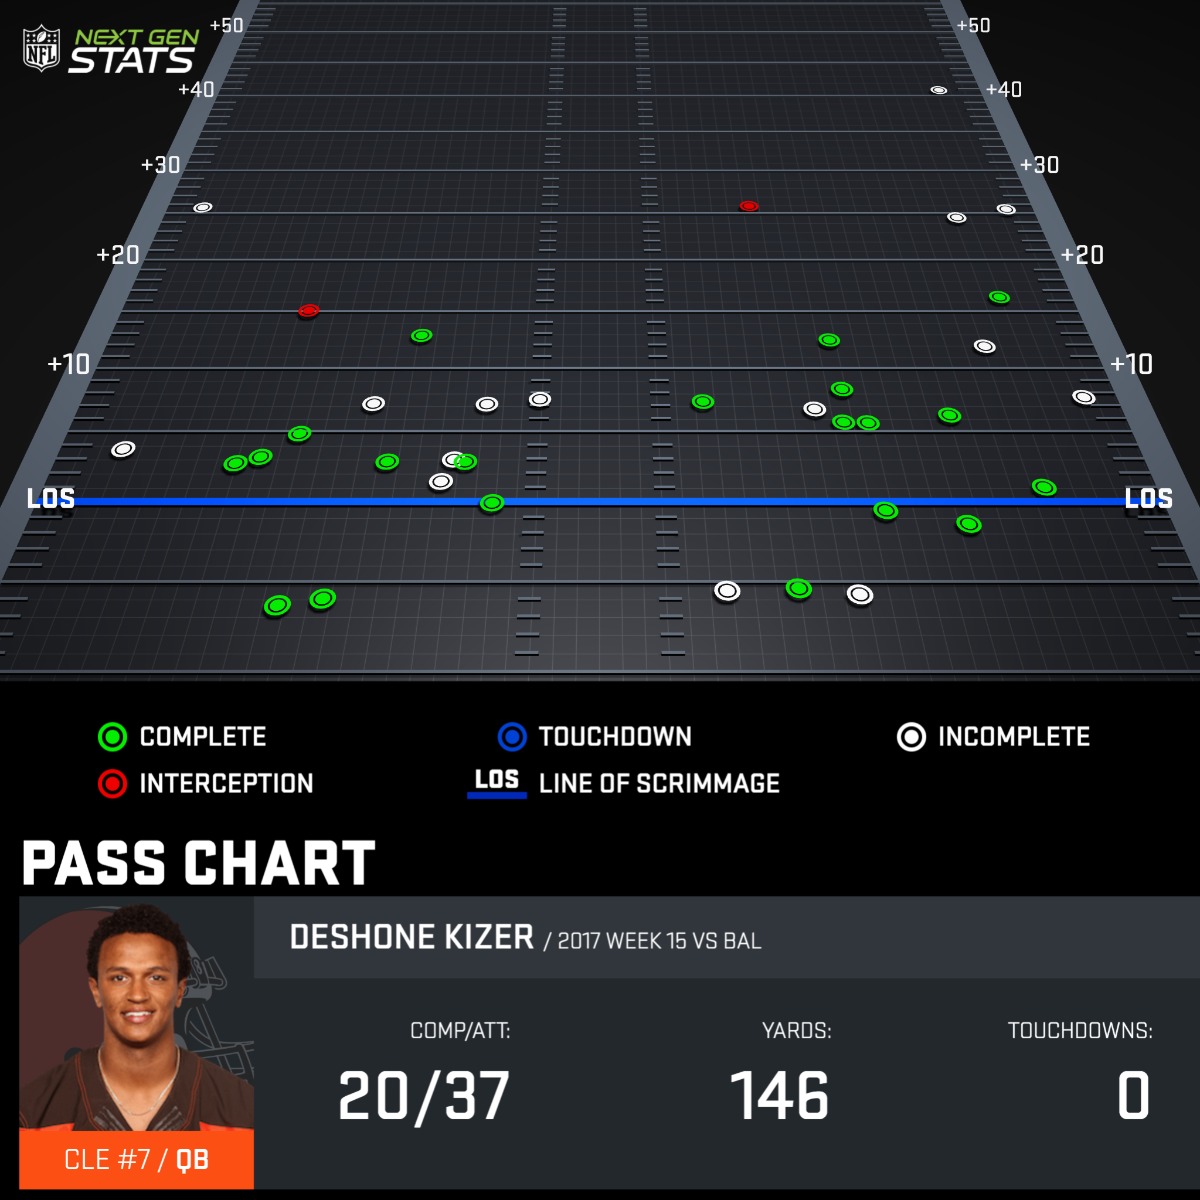 NFL NEXT GEN
STATS
+50 +50
+40 +40
+30 +30
+20 +20
+10 +10
LOS LOS
COMPLETE TOUCHDOWN INCOMPLETE
INTERCEPTION LOS LINE OF SCRIMMAGE
PASS CHART
DESHONE KIZER / 2017 WEEK 15 VS BAL
COMP/ATT: YARDS: TOUCHDOWNS:
20/37 146 0
CLE #7 / QB